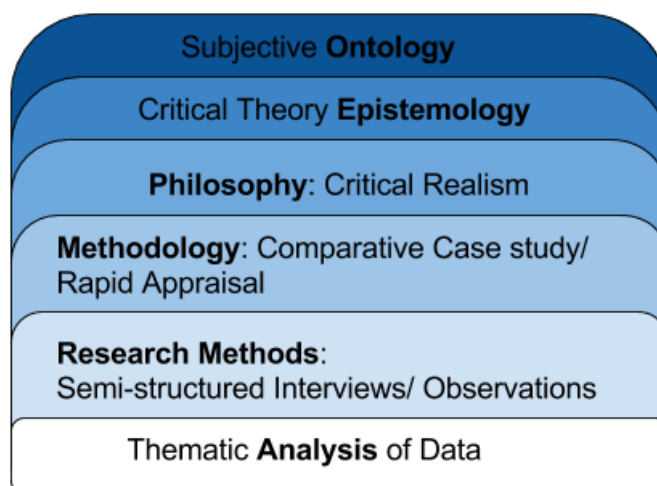 Subjective Ontology
Critical Theory Epistemology
Philosophy: Critical Realism
Methodology: Comparative Case study/
Rapid Appraisal
Research Methods:
Semi-structured Interviews/ Observations
Thematic Analysis of Data